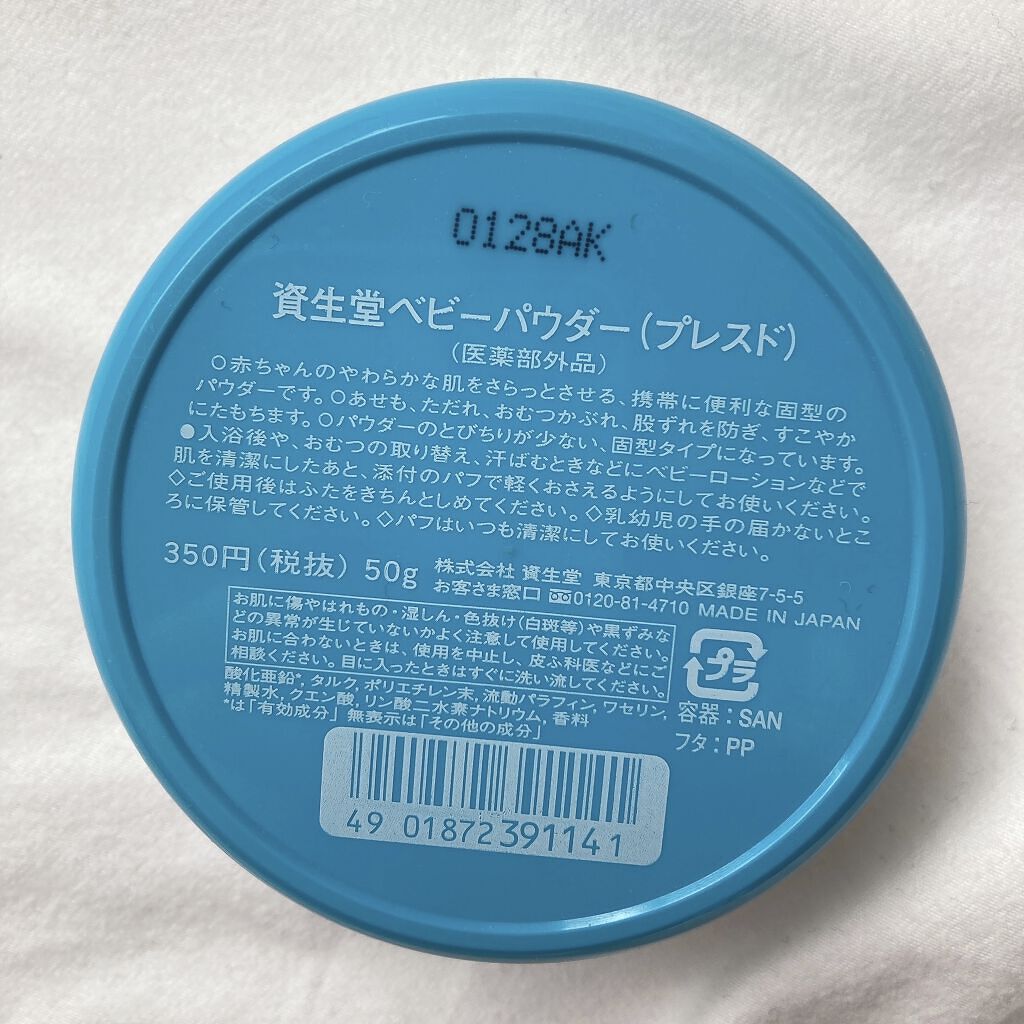 0128AK
資生堂ベビーパウダー(プレスド)
(医薬部外品)
○赤ちゃんのやわらかな肌をさらっとさせる、携帯に便利な固型の
パウダーです。○あせも、ただれ、おむつかぶれ、股ずれを防ぎ、すこやか
にたもちます。○パウダーのとびちりが少ない、固型タイプになっています。
●入浴後や、おむつの取り替え、汗ばむときなどにベビーローションなどで
肌を清潔にしたあと、添付のパフで軽くおさえるようにしてお使いください。
◇ご使用後はふたをきちんとしめてください。◇乳幼児の手の届かないとこ
ろに保管してください。◇パフはいつも清潔にしてお使いください。
350円(税抜) 50g
株式会社 資生堂 東京都中央区銀座7-5-5
お客さま窓口 0120-81-4710 MADE IN JAPAN
お肌に傷やはれもの・湿しん・色抜け(白斑等)や黒ずみな
どの異常が生じていないかよく注意して使用してください。
お肌に合わないときは、使用を中止し、皮ふ科医などにご
相談ください。目に入ったときはすぐに洗い流してください。
酸化亜鉛*, タルク, ポリエチレン末, 流動パラフィン, ワセリン,
精製水, クエン酸, リン酸二水素ナトリウム, 香料
*は「有効成分」無表示は「その他の成分」
プラ
容器:SAN
フタ:PP
49 01872 391141